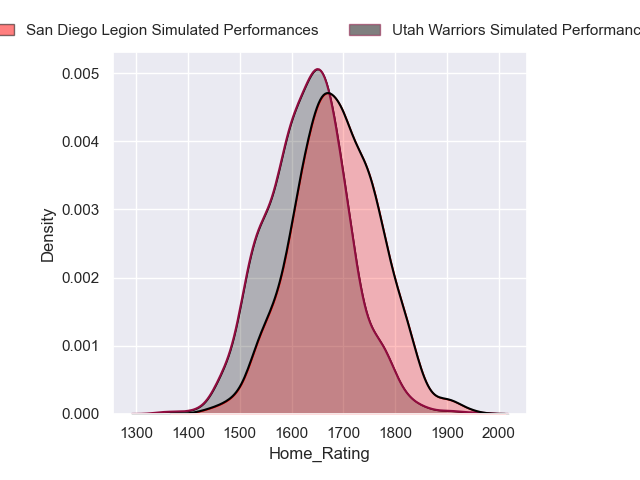 San Diego Legion Simulated Performances
Utah Warriors Simulated Performanc
Density
0.005
0.004
0.003
0.002
0.001
0.000
1300 1400 1500 1600 1700 1800 1900 2000
Home_Rating